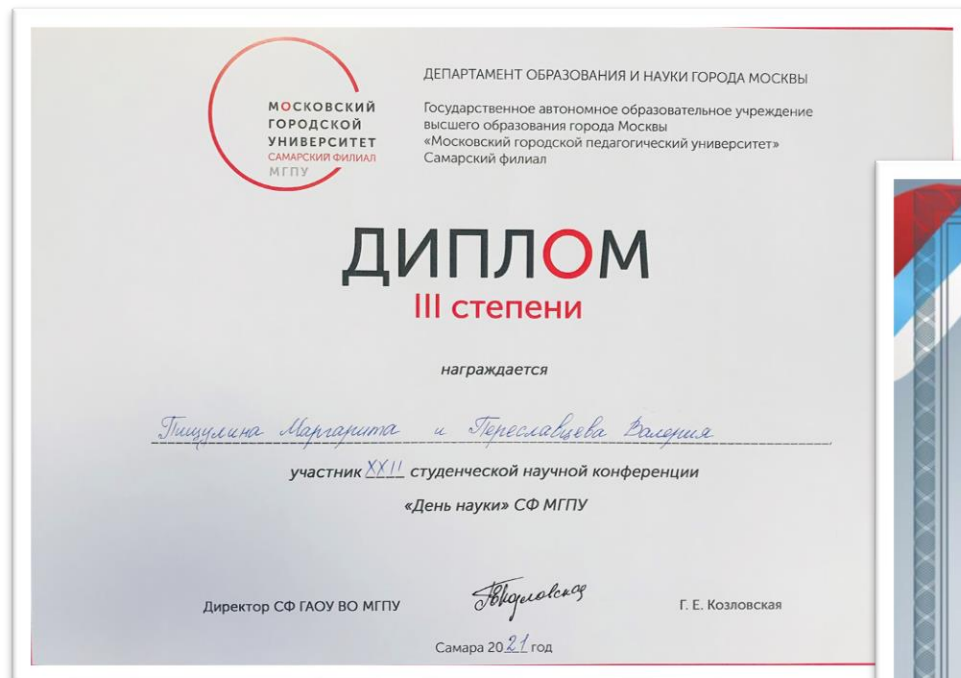 МОСКОВСКИЙ
ГОРОДСКОЙ
УНИВЕРСИТЕТ
САМАРСКИЙ ФИЛИАЛ
МГПУ
ДЕПАРТАМЕНТ ОБРАЗОВАНИЯ И НАУКИ ГОРОДА МОСКВЫ
Государственное автономное образовательное учреждение
высшего образования города Москвы
«Московский городской педагогический университет»
Самарский филиал
ДИПЛОМ
III степени
награждается
Пищулина Маргарита и Переславцева Валерия
участник XXII студенческой научной конференции
«День науки» СФ МГПУ
Директор СФ ГАОУ ВО МГПУ
Г. Е. Козловская
Самара 2021 год